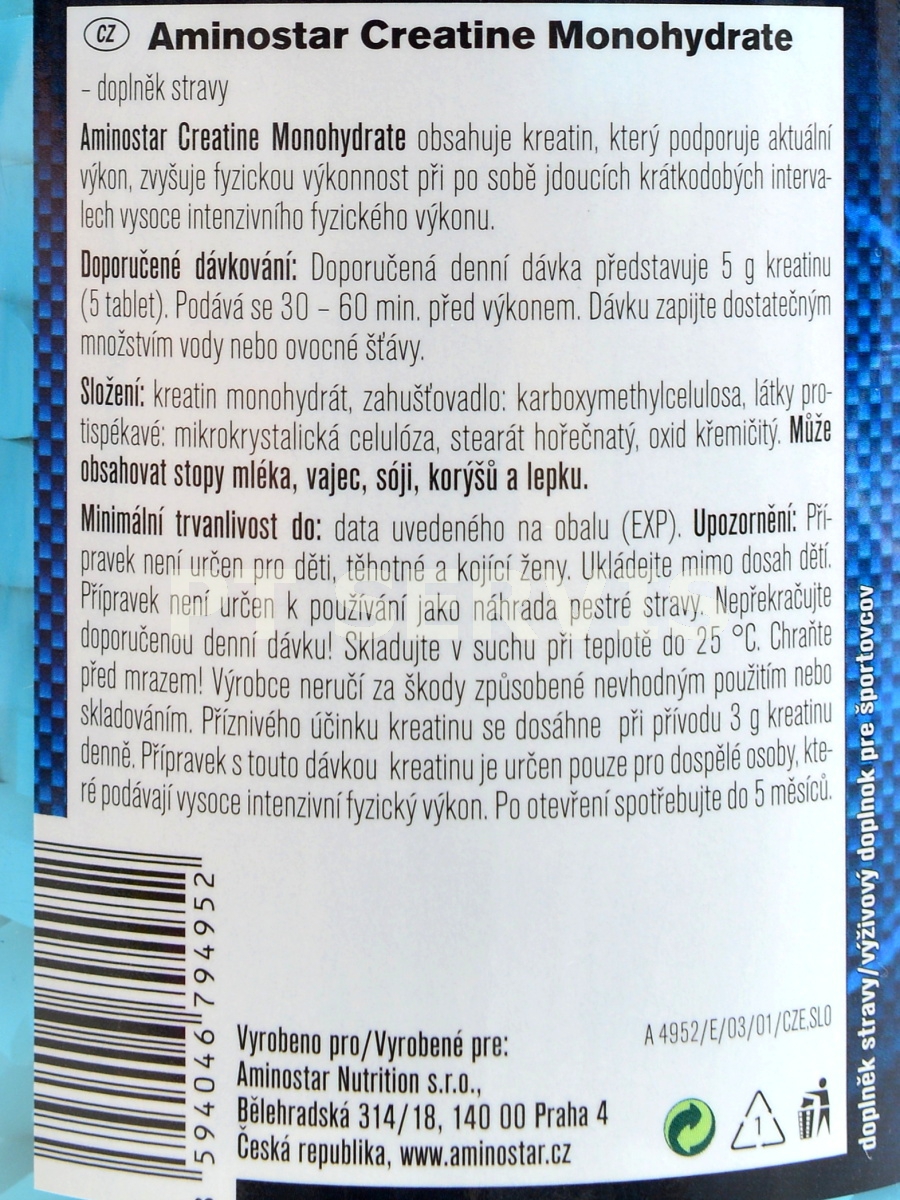 CZ Aminostar Creatine Monohydrate
– doplněk stravy
Aminostar Creatine Monohydrate obsahuje kreatin, který podporuje aktuální
výkon, zvyšuje fyzickou výkonnost při po sobě jdoucích krátkodobých interva-
lech vysoce intenzivního fyzického výkonu.
Doporučené dávkování: Doporučená denní dávka představuje 5 g kreatinu
(5 tablet). Podává se 30 – 60 min. před výkonem. Dávku zapijte dostatečným
množstvím vody nebo ovocné šťávy.
Složení: kreatin monohydrát, zahušťovadlo: karboxymethylcelulosa, látky pro-
tispékavé: mikrokrystalická celulóza, stearát hořečnatý, oxid křemičitý. Může
obsahovat stopy mléka, vajec, sóji, korýšů a lepku.
Minimální trvanlivost do: data uvedeného na obalu (EXP). Upozornění: Pří-
pravek není určen pro děti, těhotné a kojící ženy. Ukládejte mimo dosah dětí.
Přípravek není určen k používání jako náhrada pestré stravy. Nepřekračujte
doporučenou denní dávku! Skladujte v suchu při teplotě do 25 °C. Chraňte
před mrazem! Výrobce neručí za škody způsobené nevhodným použitím nebo
skladováním. Příznivého účinku kreatinu se dosáhne při přívodu 3 g kreatinu
denně. Přípravek s touto dávkou kreatinu je určen pouze pro dospělé osoby, kte-
ré podávají vysoce intenzivní fyzický výkon. Po otevření spotřebujte do 5 měsíců.
PT SERVIS
594046 794952
A 4952/E/03/01/CZE,SLO
Vyrobeno pro/Vyrobené pre:
Aminostar Nutrition s.r.o.,
Bělehradská 314/18, 140 00 Praha 4
Česká republika, www.aminostar.cz
1
doplněk stravy/výživový doplnok pre športovcov